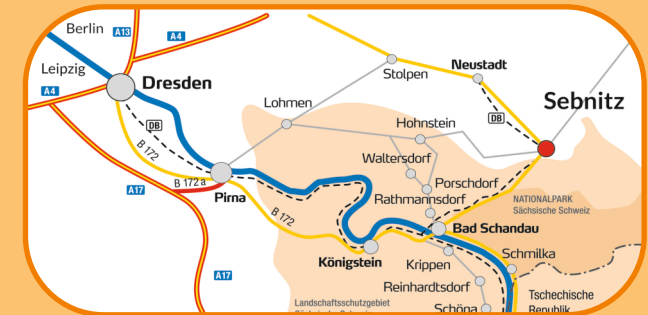 Berlin
A13
A4
Leipzig
A4
Dresden
DB
B 172
B 172a
A17
Pirna
B 172
A17
Lohmen
Stolpen
Neustadt
DB
Sebnitz
Hohnstein
Waltersdorf
Porschdorf
Rathmannsdorf
NATIONALPARK
Sächsische Schweiz
Bad Schandau
Königstein
Krippen
Schmilka
Reinhardtsdorf
Schöna
Tschechische
Republik
Landschaftsschutzgebiet